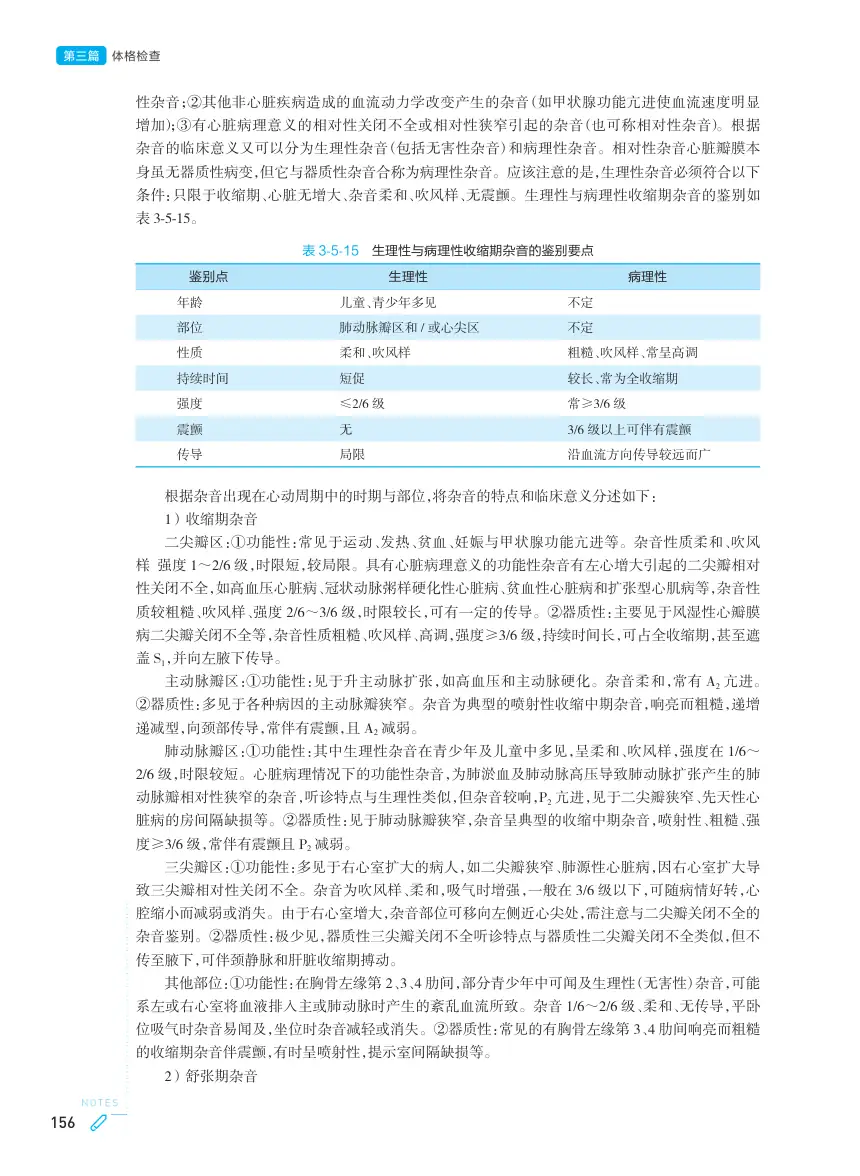 第三篇 体格检查
性杂音;②其他非心脏疾病造成的血流动力学改变产生的杂音(如甲状腺功能亢进使血流速度明显
增加);③有心脏病理意义的相对性关闭不全或相对性狭窄引起的杂音(也可称相对性杂音)。根据
杂音的临床意义又可以分为生理性杂音(包括无害性杂音)和病理性杂音。相对性杂音心脏瓣膜本
身虽无器质性病变,但它与器质性杂音合称为病理性杂音。应该注意的是,生理性杂音必须符合以下
条件:只限于收缩期、心脏无增大、杂音柔和、吹风样、无震颤。生理性与病理性收缩期杂音的鉴别如
表 3-5-15。
表 3-5-15 生理性与病理性收缩期杂音的鉴别要点
鉴别点 生理性 病理性
年龄 儿童、青少年多见 不定
部位 肺动脉瓣区和 / 或心尖区 不定
性质 柔和、吹风样 粗糙、吹风样、常呈高调
持续时间 短促 较长、常为全收缩期
强度 ≤2/6 级 常≥3/6 级
震颤 无 3/6 级以上可伴有震颤
传导 局限 沿血流方向传导较远而广
根据杂音出现在心动周期中的时期与部位,将杂音的特点和临床意义分述如下:
1)收缩期杂音
二尖瓣区:①功能性:常见于运动、发热、贫血、妊娠与甲状腺功能亢进等。杂音性质柔和、吹风
样 强度 1～2/6 级,时限短,较局限。具有心脏病理意义的功能性杂音有左心增大引起的二尖瓣相对
性关闭不全,如高血压心脏病、冠状动脉粥样硬化性心脏病、贫血性心脏病和扩张型心肌病等,杂音性
质较粗糙、吹风样、强度 2/6～3/6 级,时限较长,可有一定的传导。②器质性:主要见于风湿性心瓣膜
病二尖瓣关闭不全等,杂音性质粗糙、吹风样、高调,强度≥3/6 级,持续时间长,可占全收缩期,甚至遮
盖 S₁,并向左腋下传导。
主动脉瓣区:①功能性:见于升主动脉扩张,如高血压和主动脉硬化。杂音柔和,常有 A₂ 亢进。
②器质性:多见于各种病因的主动脉瓣狭窄。杂音为典型的喷射性收缩中期杂音,响亮而粗糙,递增
递减型,向颈部传导,常伴有震颤,且 A₂ 减弱。
肺动脉瓣区:①功能性:其中生理性杂音在青少年及儿童中多见,呈柔和、吹风样,强度在 1/6～
2/6 级,时限较短。心脏病理情况下的功能性杂音,为肺淤血及肺动脉高压导致肺动脉扩张产生的肺
动脉瓣相对性狭窄的杂音,听诊特点与生理性类似,但杂音较响,P₂ 亢进,见于二尖瓣狭窄、先天性心
脏病的房间隔缺损等。②器质性:见于肺动脉瓣狭窄,杂音呈典型的收缩中期杂音,喷射性、粗糙、强
度≥3/6 级,常伴有震颤且 P₂ 减弱。
三尖瓣区:①功能性:多见于右心室扩大的病人,如二尖瓣狭窄、肺源性心脏病,因右心室扩大导
致三尖瓣相对性关闭不全。杂音为吹风样、柔和,吸气时增强,一般在 3/6 级以下,可随病情好转,心
腔缩小而减弱或消失。由于右心室增大,杂音部位可移向左侧近心尖处,需注意与二尖瓣关闭不全的
杂音鉴别。②器质性:极少见,器质性三尖瓣关闭不全听诊特点与器质性二尖瓣关闭不全类似,但不
传至腋下,可伴颈静脉和肝脏收缩期搏动。
其他部位:①功能性:在胸骨左缘第 2、3、4 肋间,部分青少年中可闻及生理性(无害性)杂音,可能
系左或右心室将血液排入主或肺动脉时产生的紊乱血流所致。杂音 1/6～2/6 级、柔和、无传导,平卧
位吸气时杂音易闻及,坐位时杂音减轻或消失。②器质性:常见的有胸骨左缘第 3、4 肋间响亮而粗糙
的收缩期杂音伴震颤,有时呈喷射性,提示室间隔缺损等。
2)舒张期杂音
NOTES
156